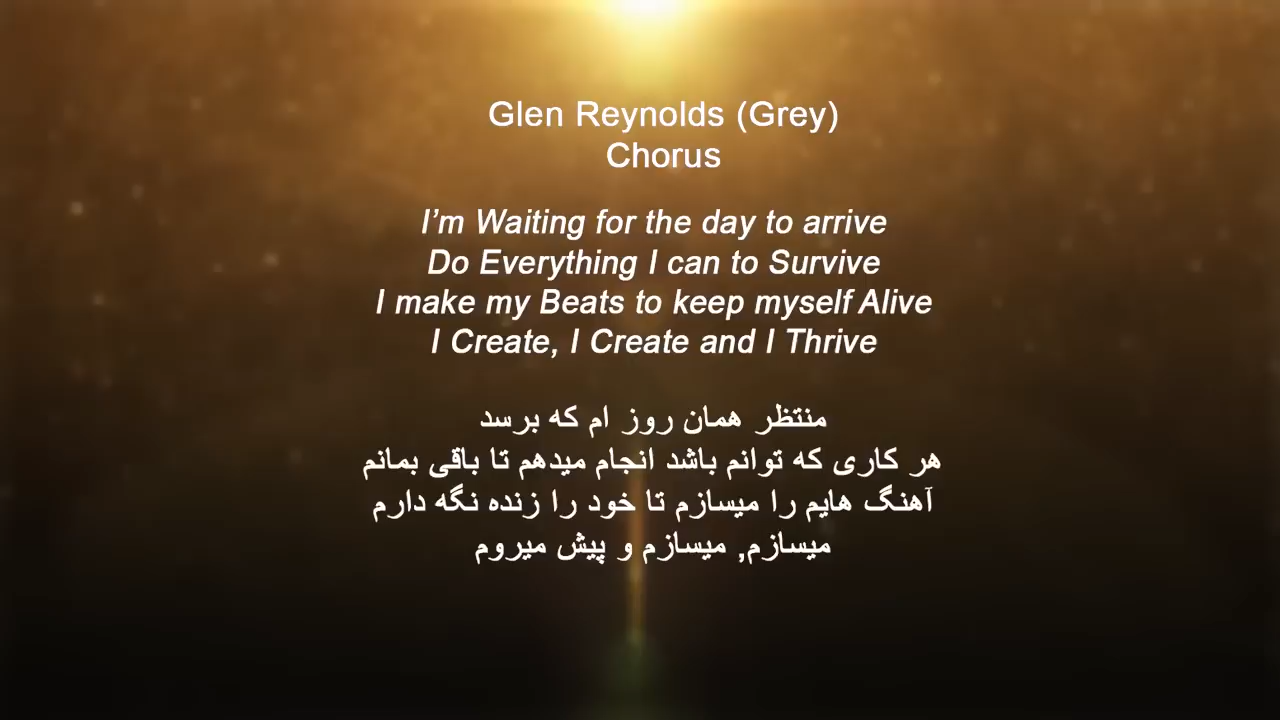 Glen Reynolds (Grey)
Chorus
I’m Waiting for the day to arrive
Do Everything I can to Survive
I make my Beats to keep myself Alive
I Create, I Create and I Thrive
منتظر همان روز ام که برسد
هر کاری که توانم باشد انجام میدهم تا باقی بمانم
آهنگ هایم را میسازم تا خود را زنده نگه دارم
میسازم, میسازم و پیش میروم